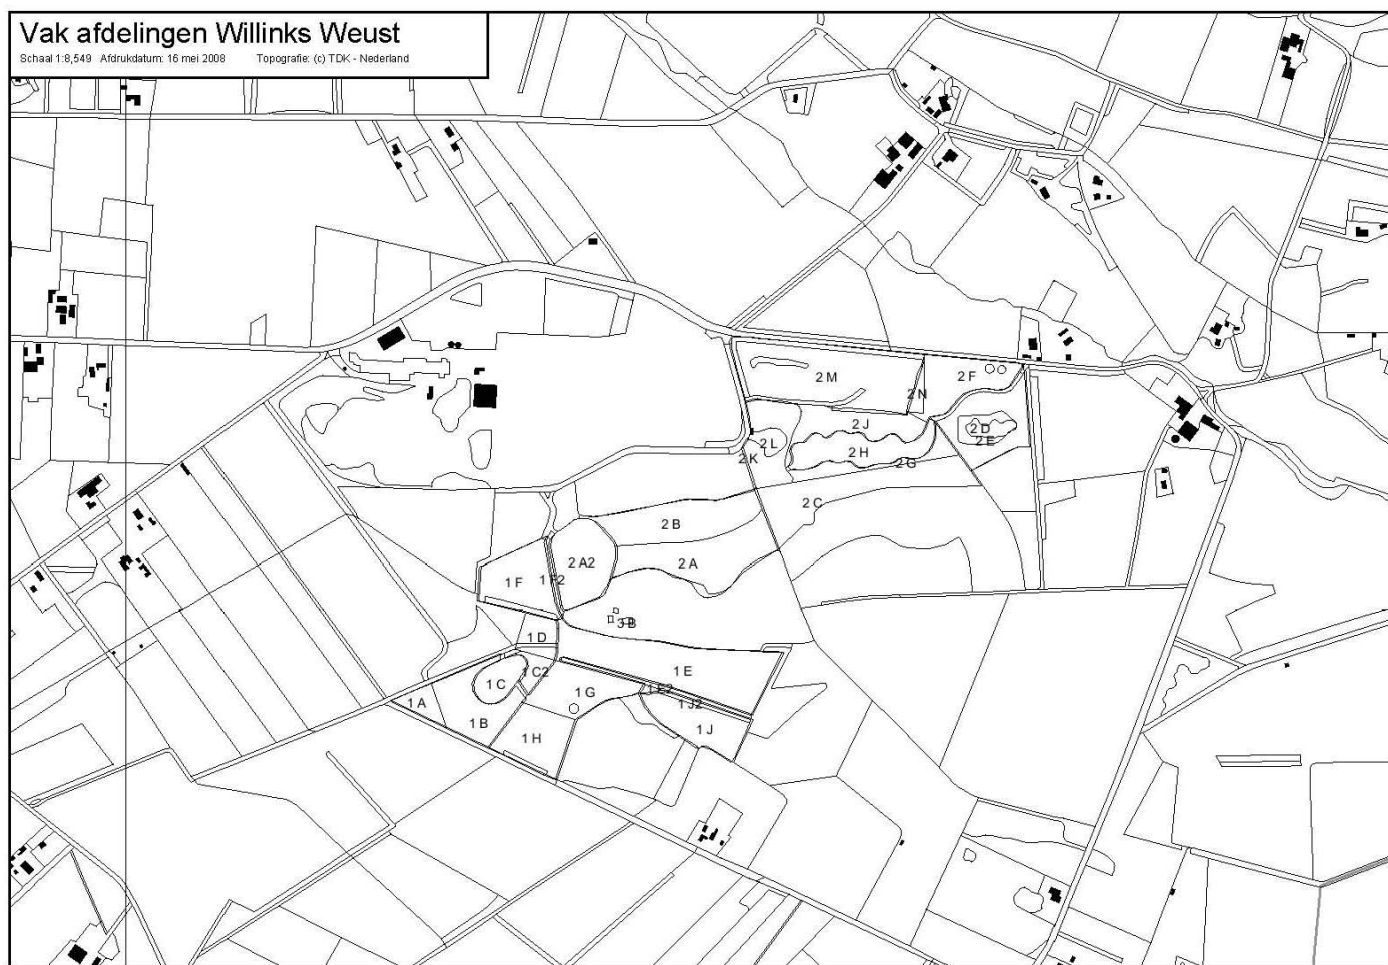 Vak afdelingen Willinks Weust
Schaal 1:8,549 Afdrukdatum: 16 mei 2008 Topografie: (c) TDK - Nederland
2 M
2 F
2 N
2 J
2 D
2 E
2 L
2 K
2 H
2 G
2 C
2 B
2 A2
2 A
1 F
1 F2
3 B
1 D
1 E
1 C2
1 C
1 E2
1 G
1 A
1 J2
1 B
1 J
1 H